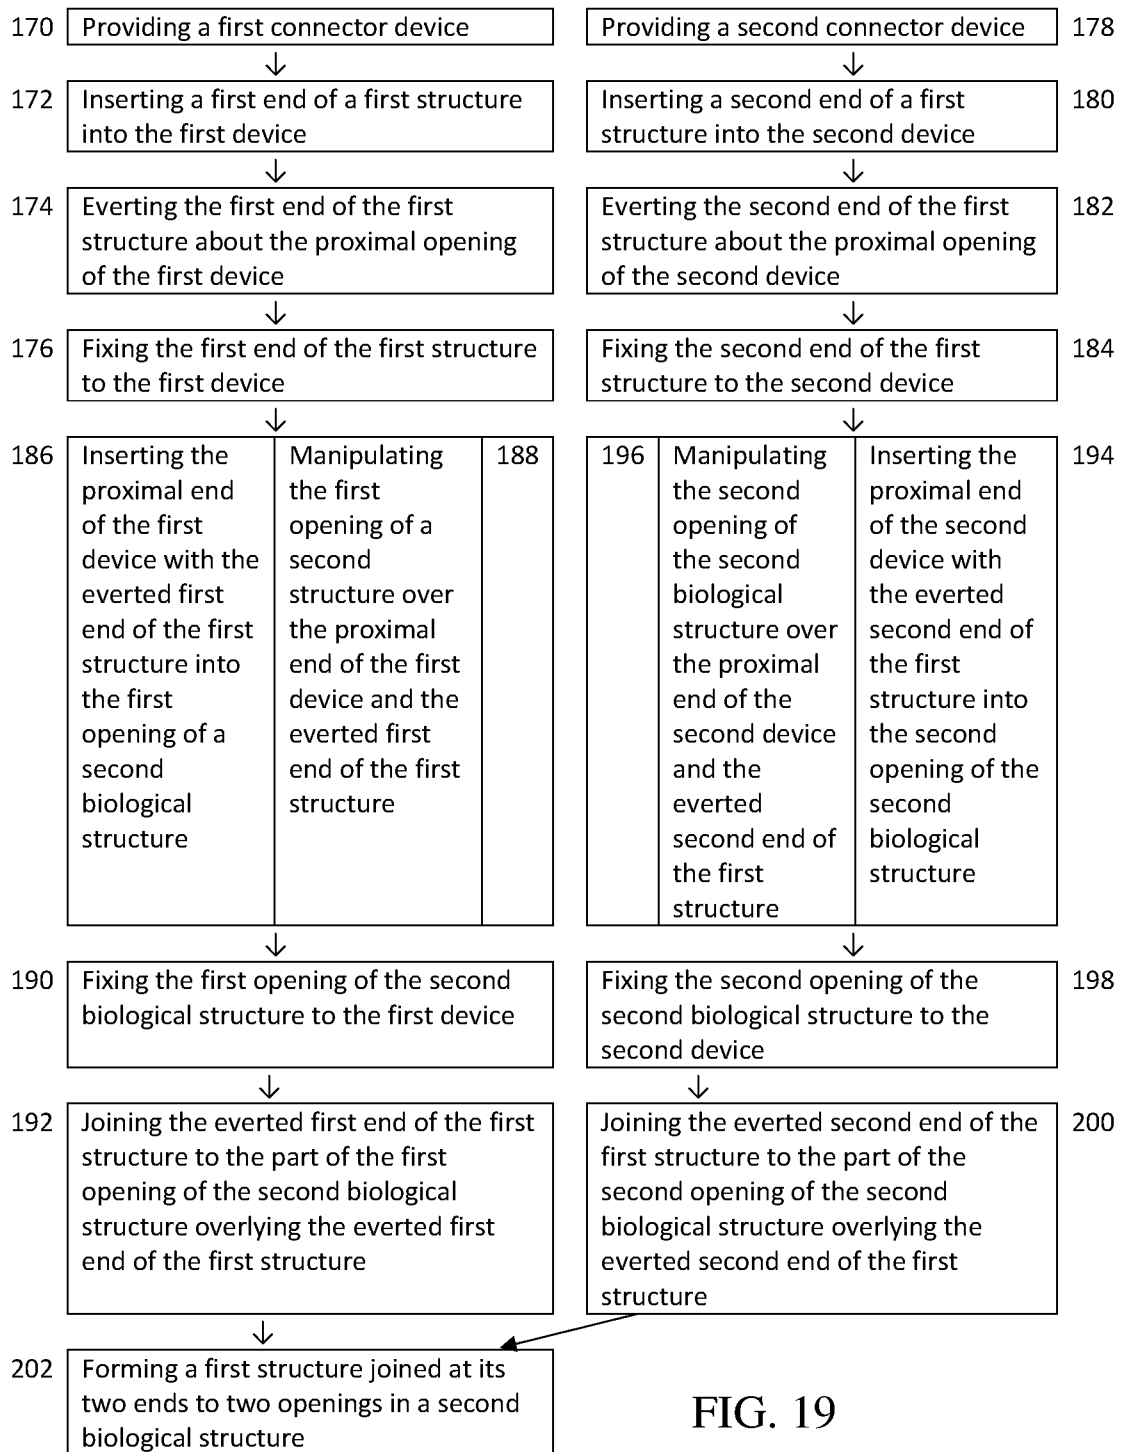 170
Providing a first connector device
172
Inserting a first end of a first structure
into the first device
174
Everting the first end of the first
structure about the proximal opening
of the first device
176
Fixing the first end of the first structure
to the first device
186
Inserting the
proximal end
of the first
device with the
everted first
end of the first
structure into
the first
opening of a
second
biological
structure
Manipulating
the first
opening of a
second
structure over
the proximal
end of the first
device and the
everted first
end of the first
structure
188
190
Fixing the first opening of the second
biological structure to the first device
192
Joining the everted first end of the first
structure to the part of the first
opening of the second biological
structure overlying the everted first
end of the first structure
202
Forming a first structure joined at its
two ends to two openings in a second
biological structure
Providing a second connector device
178
Inserting a second end of a first
structure into the second device
180
Everting the second end of the first
structure about the proximal opening
of the second device
182
Fixing the second end of the first
structure to the second device
184
196
Manipulating
the second
opening of
the second
biological
structure over
the proximal
end of the
second device
and the
everted
second end of
the first
structure
Inserting the
proximal end
of the second
device with
the everted
second end of
the first
structure into
the second
opening of the
second
biological
structure
194
Fixing the second opening of the
second biological structure to the
second device
198
Joining the everted second end of the
first structure to the part of the
second opening of the second
biological structure overlying the
everted second end of the first
structure
200
FIG. 19